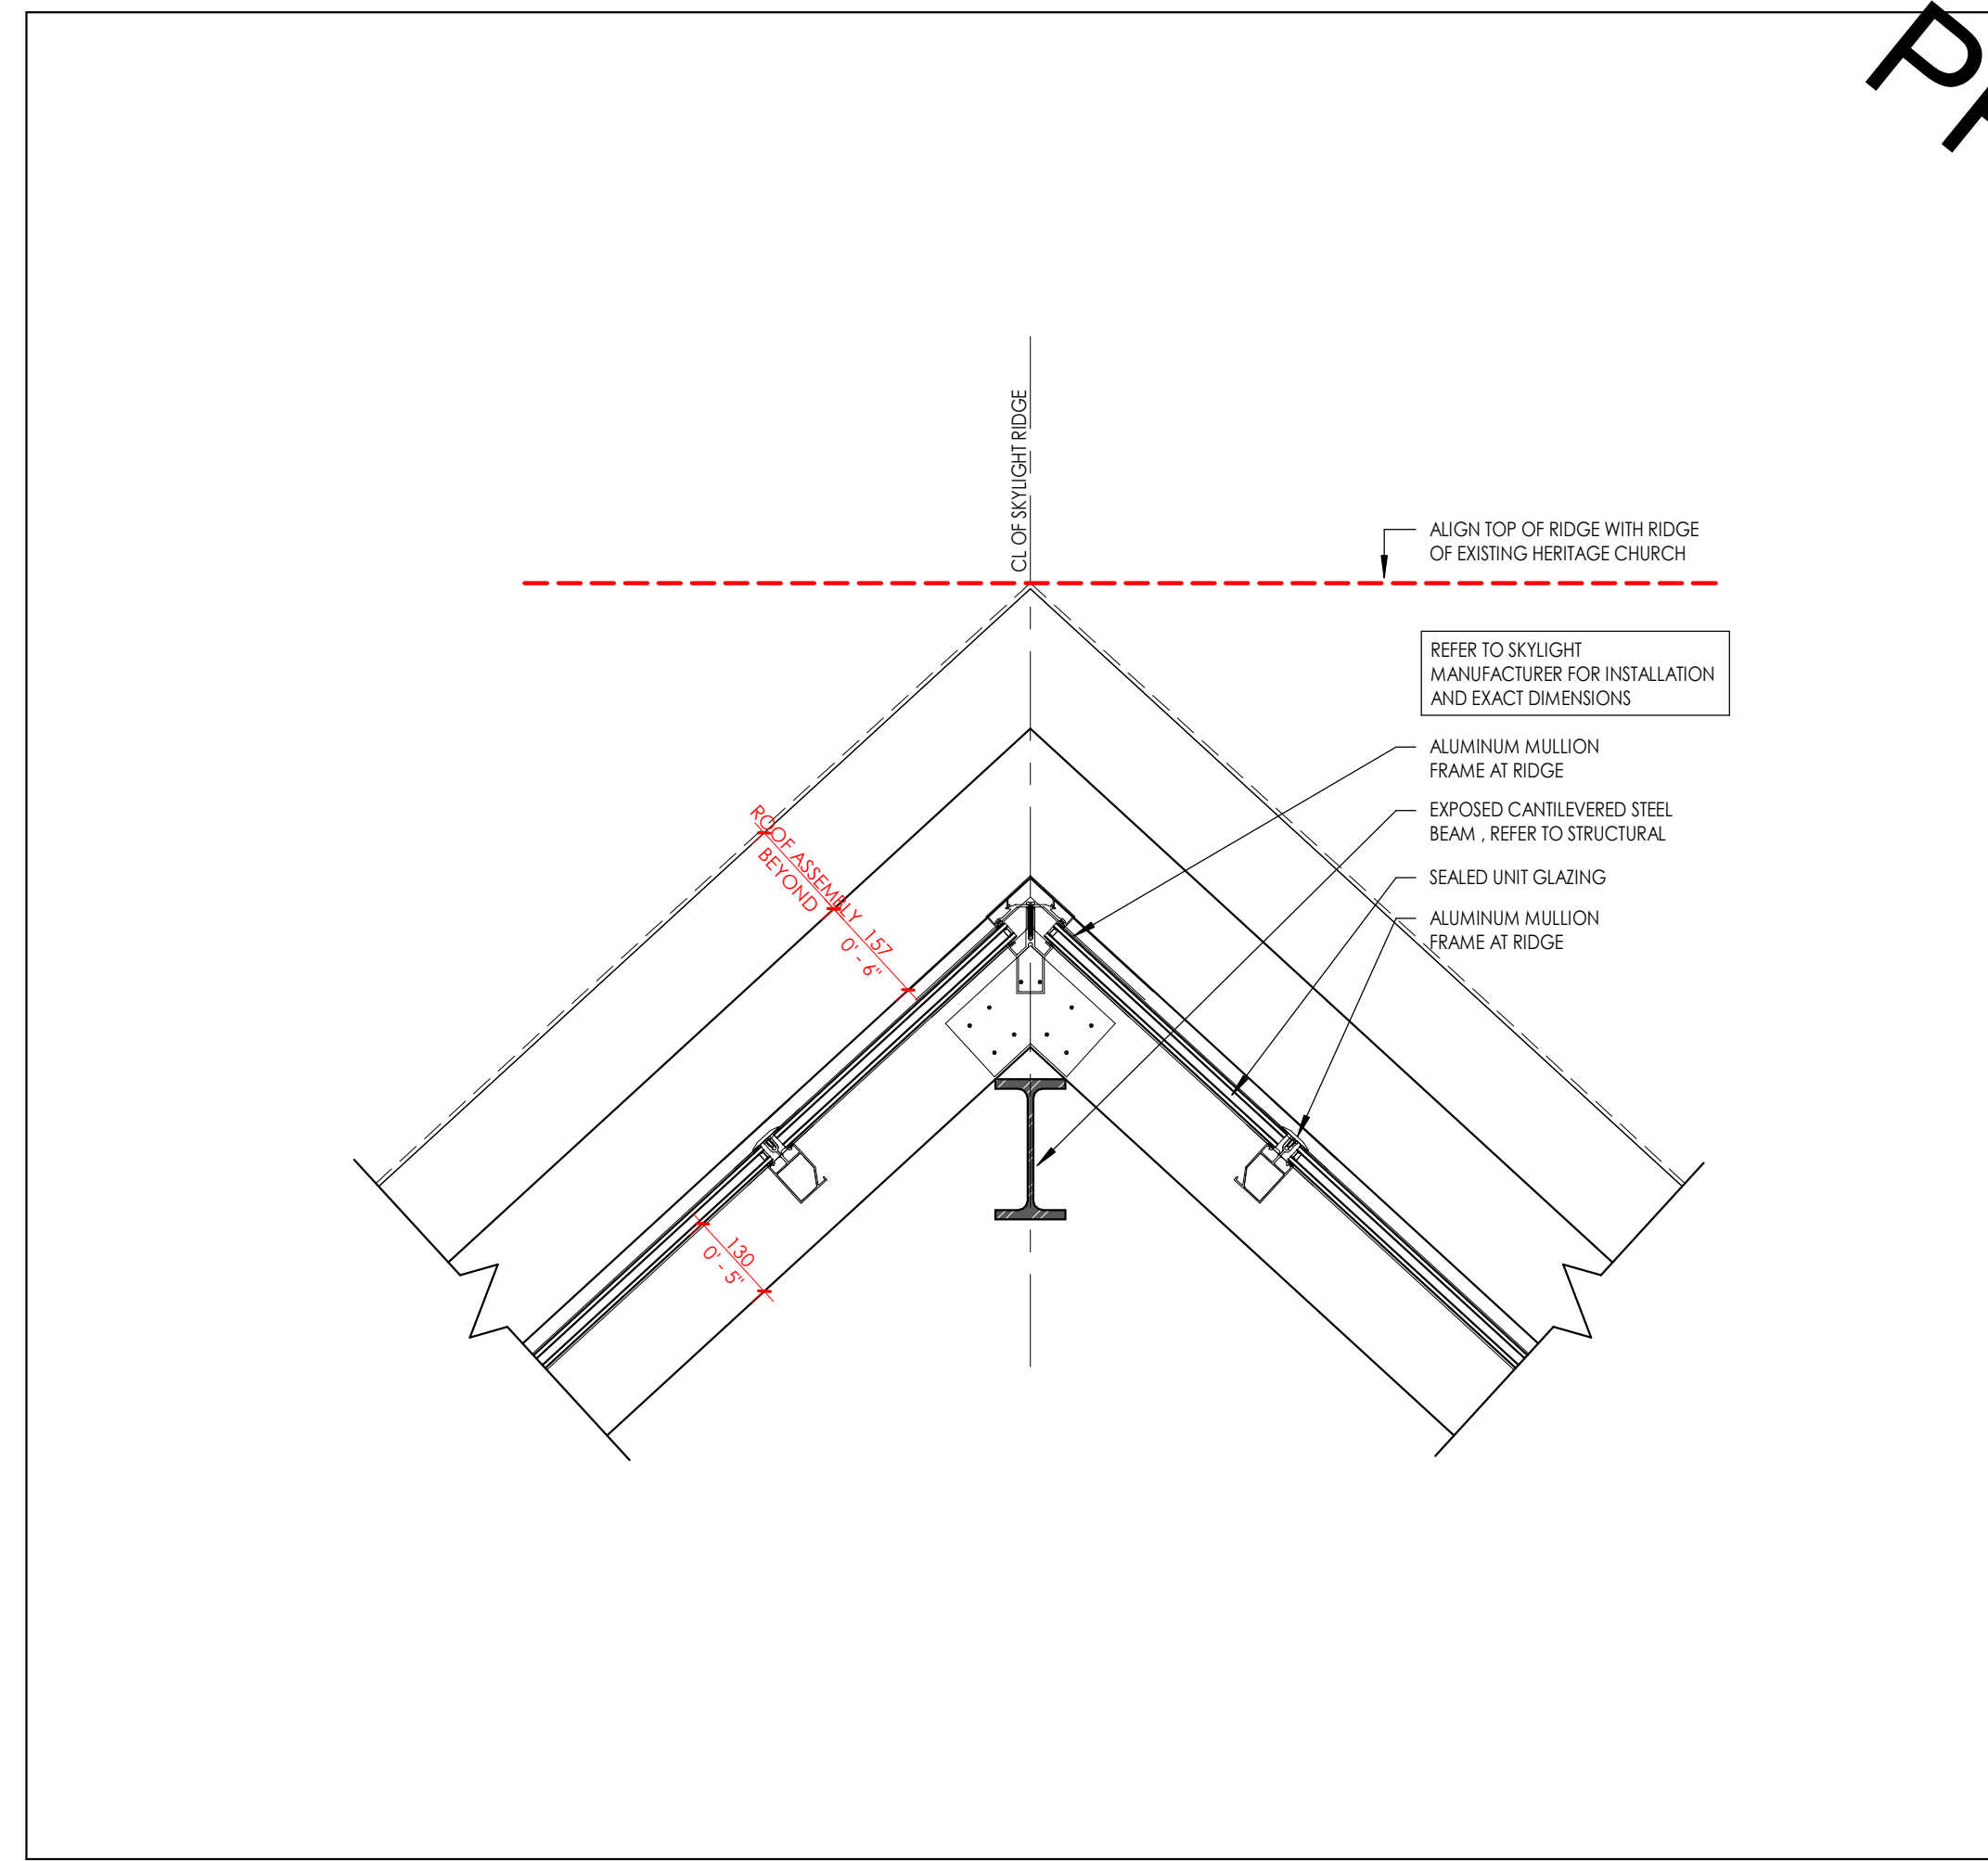 CL OF SKYLIGHT RIDGE
ALIGN TOP OF RIDGE WITH RIDGE
OF EXISTING HERITAGE CHURCH
REFER TO SKYLIGHT
MANUFACTURER FOR INSTALLATION
AND EXACT DIMENSIONS
ALUMINUM MULLION
FRAME AT RIDGE
EXPOSED CANTILEVERED STEEL
BEAM , REFER TO STRUCTURAL
SEALED UNIT GLAZING
ALUMINUM MULLION
FRAME AT RIDGE
ROOF ASSEMBLY
BEYOND
157
0' - 6"
130
0' - 5"